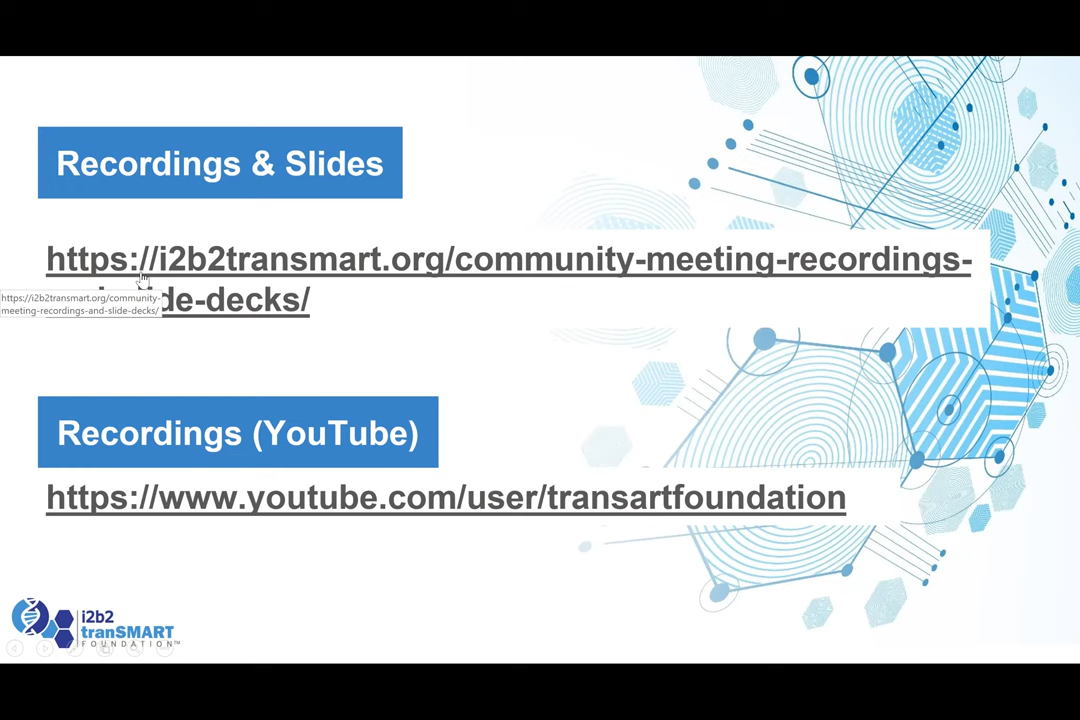 Recordings & Slides
https://i2b2transmart.org/community-meeting-recordings-
de-decks/
https://i2b2transmart.org/community-
meeting-recordings-and-slide-decks/
Recordings (YouTube)
https://www.youtube.com/user/transartfoundation
i2b2
tranSMART
FOUNDATION™